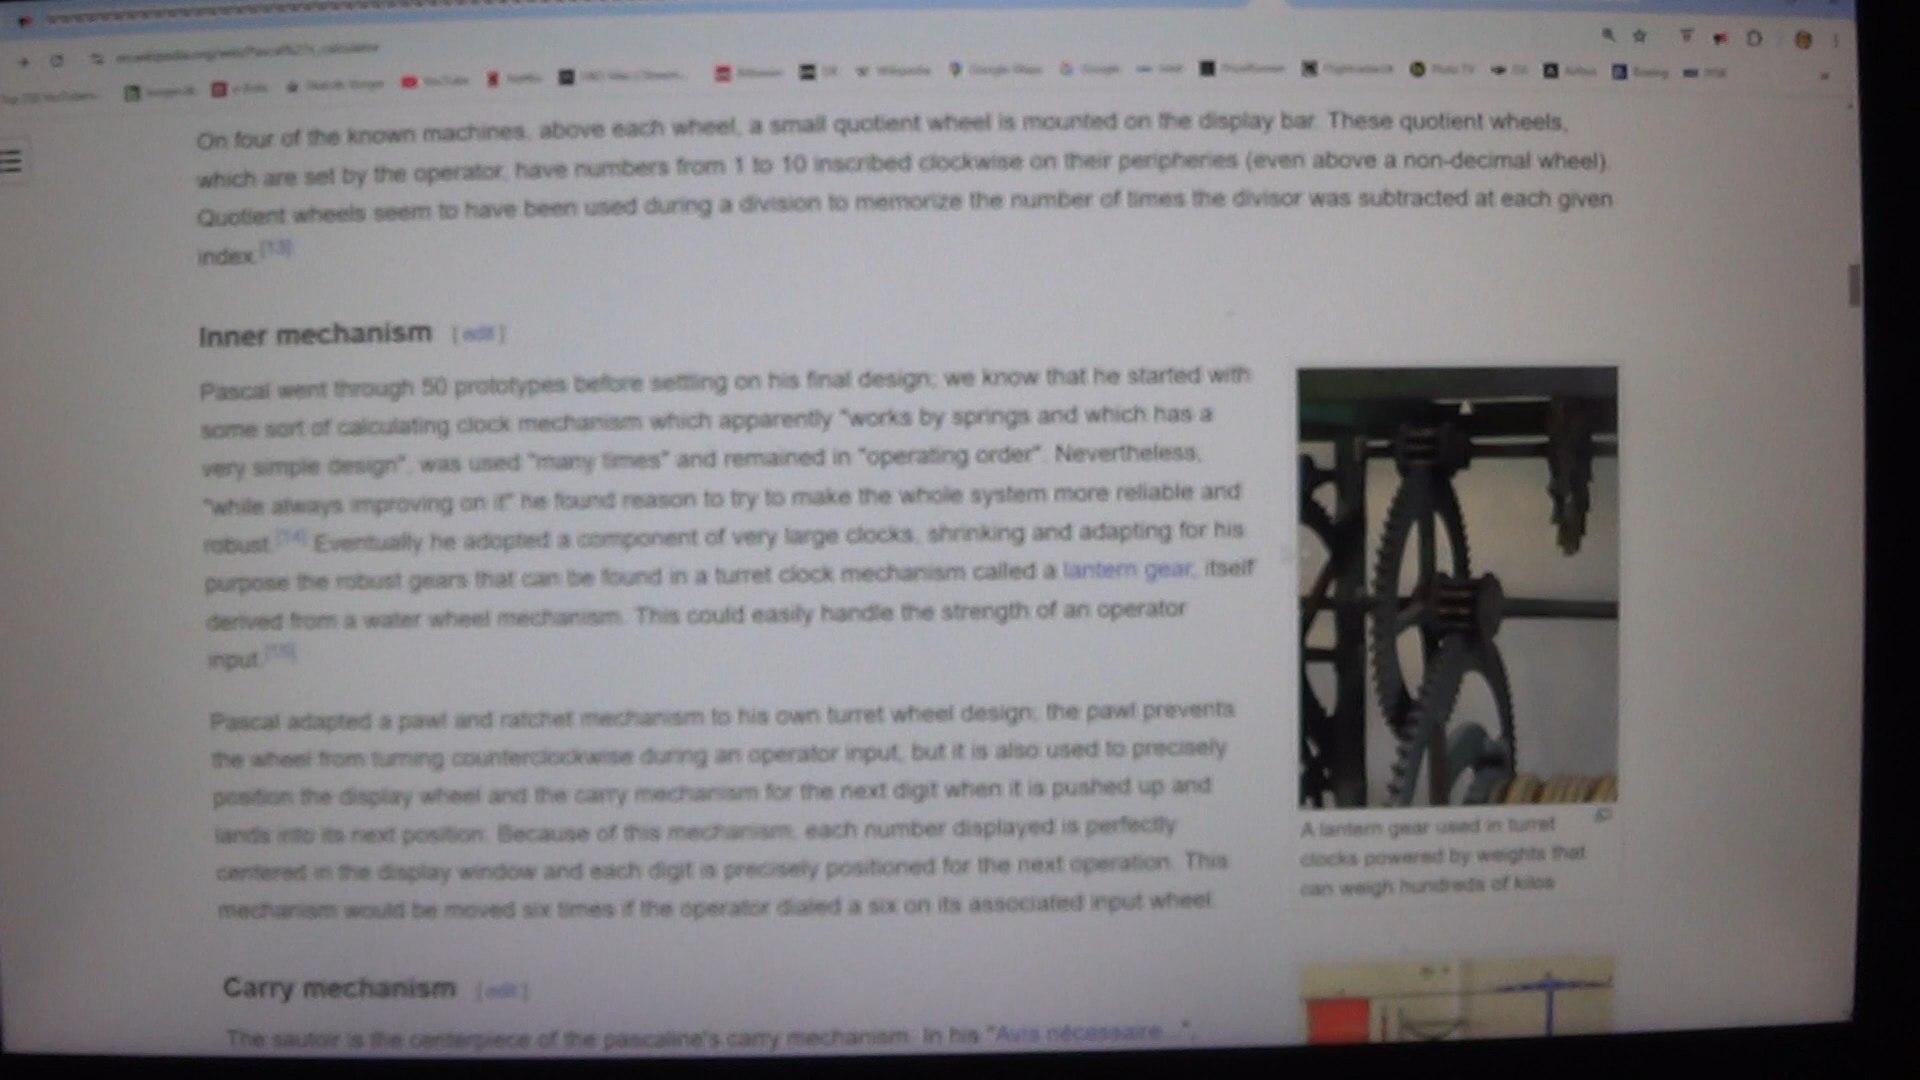 YouTube
Wikipedia
Google Maps
Google
Pluto TV
Airbus
Boeing
On four of the known machines, above each wheel, a small quotient wheel is mounted on the display bar. These quotient wheels,
which are set by the operator, have numbers from 1 to 10 inscribed clockwise on their peripheries (even above a non-decimal wheel).
Quotient wheels seem to have been used during a division to memorize the number of times the divisor was subtracted at each given
index.[13]
Inner mechanism [edit]
Pascal went through 50 prototypes before settling on his final design; we know that he started with
some sort of calculating clock mechanism which apparently "works by springs and which has a
very simple design", was used "many times" and remained in "operating order". Nevertheless,
"while always improving on it" he found reason to try to make the whole system more reliable and
robust.[14] Eventually he adopted a component of very large clocks, shrinking and adapting for his
purpose the robust gears that can be found in a turret clock mechanism called a lantern gear, itself
derived from a water wheel mechanism. This could easily handle the strength of an operator
input.[15]
Pascal adapted a pawl and ratchet mechanism to his own turret wheel design; the pawl prevents
the wheel from turning counterclockwise during an operator input, but it is also used to precisely
position the display wheel and the carry mechanism for the next digit when it is pushed up and
lands into its next position. Because of this mechanism, each number displayed is perfectly
centered in the display window and each digit is precisely positioned for the next operation. This
mechanism would be moved six times if the operator dialed a six on its associated input wheel.
A lantern gear used in turret
clocks powered by weights that
can weigh hundreds of kilos
Carry mechanism [edit]
The sautoir is the centerpiece of the pascaline's carry mechanism. In his "Avis nécessaire...",